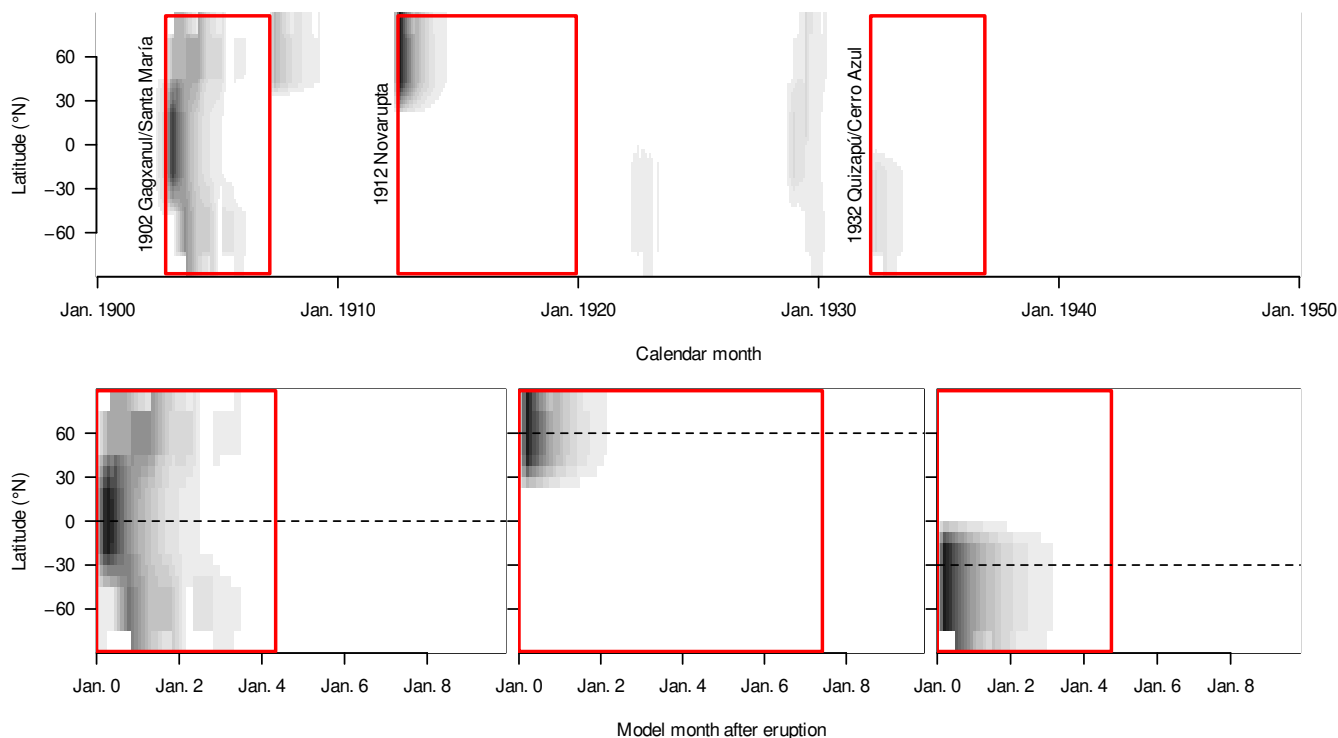 Latitude (°N)
60
30
0
−30
−60
1902 Gagxanul/Santa María
1912 Novarupta
1932 Quizapú/Cerro Azul
Jan. 1900 Jan. 1910 Jan. 1920 Jan. 1930 Jan. 1940 Jan. 1950
Calendar month
Latitude (°N)
60
30
0
−30
−60
Jan. 0 Jan. 2 Jan. 4 Jan. 6 Jan. 8 Jan. 0 Jan. 2 Jan. 4 Jan. 6 Jan. 8 Jan. 0 Jan. 2 Jan. 4 Jan. 6 Jan. 8
Model month after eruption